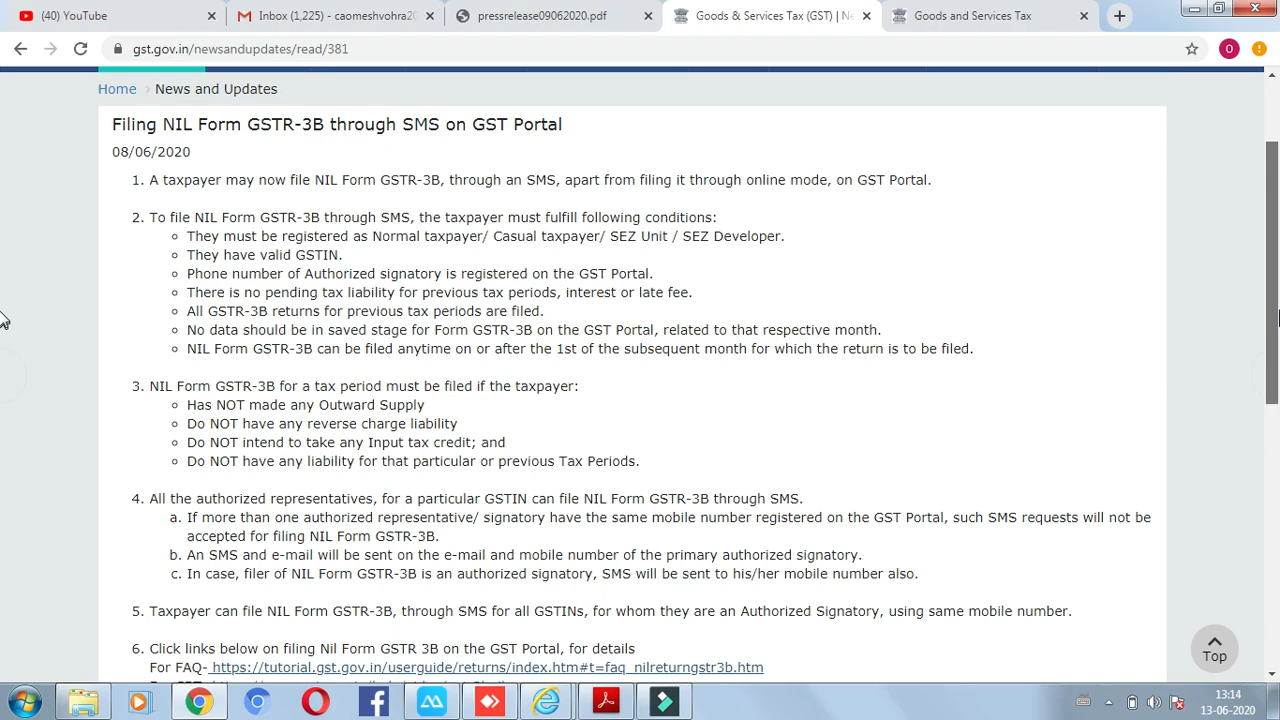 (40) YouTube
Inbox (1,225) - caomeshvohra.20
pressrelease09062020.pdf
Goods & Services Tax (GST) | Ne
Goods and Services Tax
gst.gov.in/newsandupdates/read/381
O
Home > News and Updates
Filing NIL Form GSTR-3B through SMS on GST Portal
08/06/2020
1. A taxpayer may now file NIL Form GSTR-3B, through an SMS, apart from filing it through online mode, on GST Portal.
2. To file NIL Form GSTR-3B through SMS, the taxpayer must fulfill following conditions:
They must be registered as Normal taxpayer/ Casual taxpayer/ SEZ Unit / SEZ Developer.
They have valid GSTIN.
Phone number of Authorized signatory is registered on the GST Portal.
There is no pending tax liability for previous tax periods, interest or late fee.
All GSTR-3B returns for previous tax periods are filed.
No data should be in saved stage for Form GSTR-3B on the GST Portal, related to that respective month.
NIL Form GSTR-3B can be filed anytime on or after the 1st of the subsequent month for which the return is to be filed.
3. NIL Form GSTR-3B for a tax period must be filed if the taxpayer:
Has NOT made any Outward Supply
Do NOT have any reverse charge liability
Do NOT intend to take any Input tax credit; and
Do NOT have any liability for that particular or previous Tax Periods.
4. All the authorized representatives, for a particular GSTIN can file NIL Form GSTR-3B through SMS.
a. If more than one authorized representative/ signatory have the same mobile number registered on the GST Portal, such SMS requests will not be
accepted for filing NIL Form GSTR-3B.
b. An SMS and e-mail will be sent on the e-mail and mobile number of the primary authorized signatory.
c. In case, filer of NIL Form GSTR-3B is an authorized signatory, SMS will be sent to his/her mobile number also.
5. Taxpayer can file NIL Form GSTR-3B, through SMS for all GSTINs, for whom they are an Authorized Signatory, using same mobile number.
6. Click links below on filing Nil Form GSTR 3B on the GST Portal, for details
For FAQ- https://tutorial.gst.gov.in/userguide/returns/index.htm#t=faq_nilreturngstr3b.htm
Top
13:14
13-06-2020